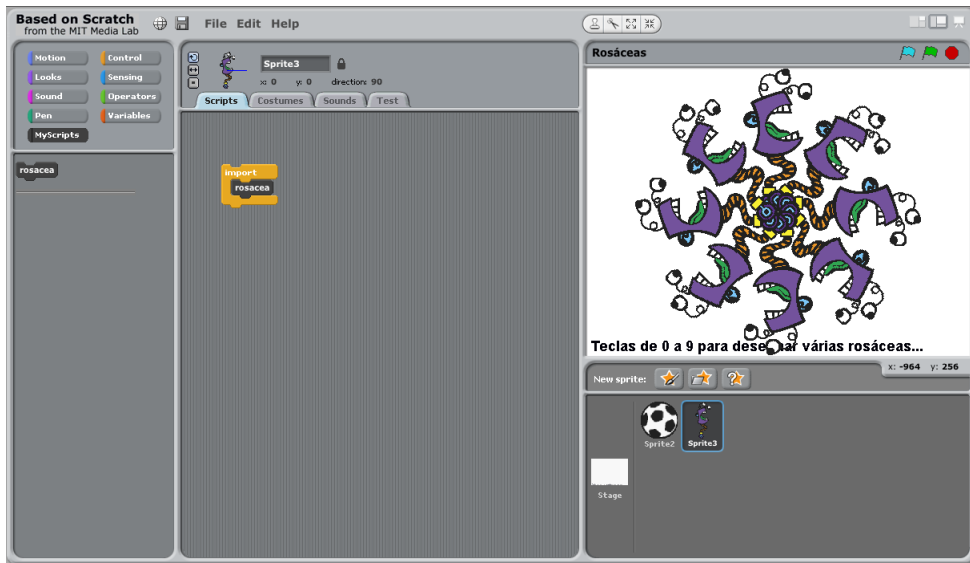 Based on Scratch
from the MIT Media Lab
File Edit Help
Motion Control
Looks Sensing
Sound Operators
Pen Variables
MyScripts
rosacea
Sprite3
x: 0 y: 0 direction: 90
Scripts Costumes Sounds Test
import
rosacea
Rosáceas
Teclas de 0 a 9 para várias rosáceas...
x: -964 y: 256
New sprite:
Sprite2 Sprite3
Stage